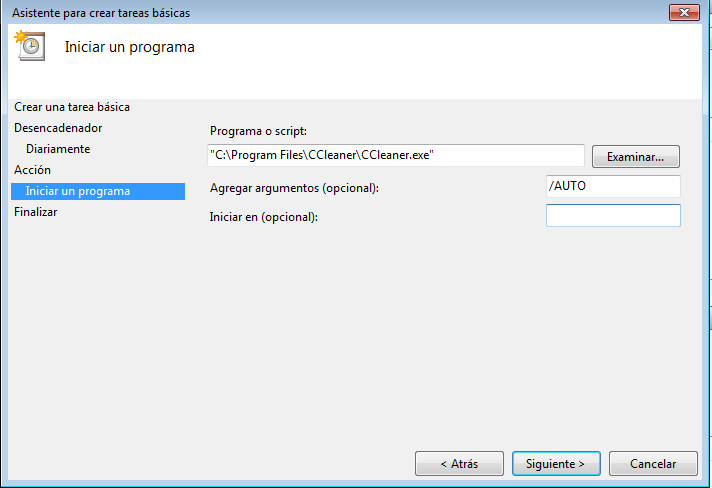 Asistente para crear tareas básicas
Iniciar un programa
Crear una tarea básica
Desencadenador
Diariamente
Acción
Iniciar un programa
Finalizar
Programa o script:
"C:\Program Files\CCleaner\CCleaner.exe"
Examinar...
Agregar argumentos (opcional):
/AUTO
Iniciar en (opcional):
< Atrás
Siguiente >
Cancelar